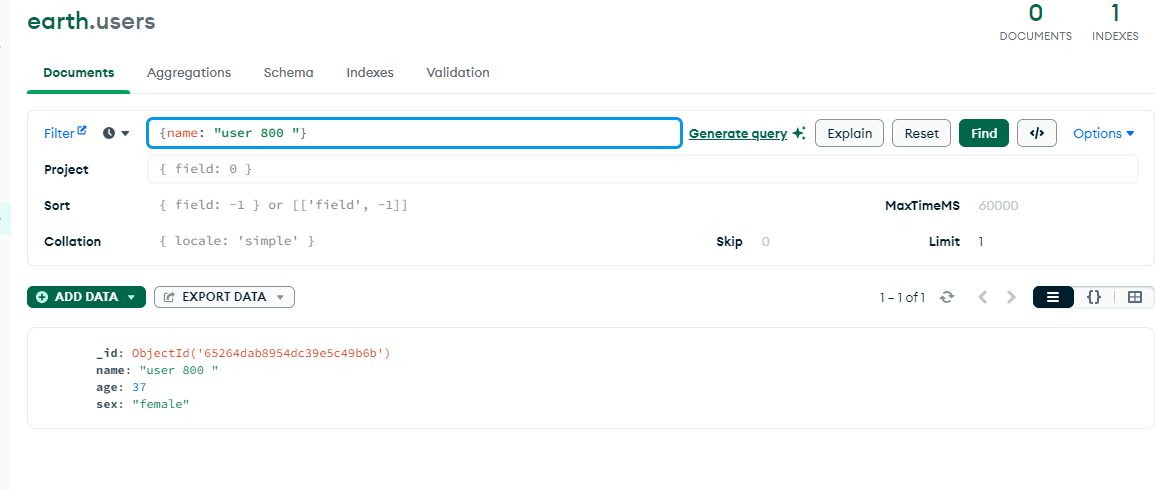 earth.users
0 1
DOCUMENTS INDEXES
Documents Aggregations Schema Indexes Validation
Filter {name: "user 800 "} Generate query Explain Reset Find </> Options
Project { field: 0 }
Sort { field: -1 } or [['field', -1]] MaxTimeMS 60000
Collation { locale: 'simple' } Skip 0 Limit 1
ADD DATA EXPORT DATA 1 – 1 of 1 {}
_id: ObjectId('65264dab8954dc39e5c49b6b')
name: "user 800 "
age: 37
sex: "female"